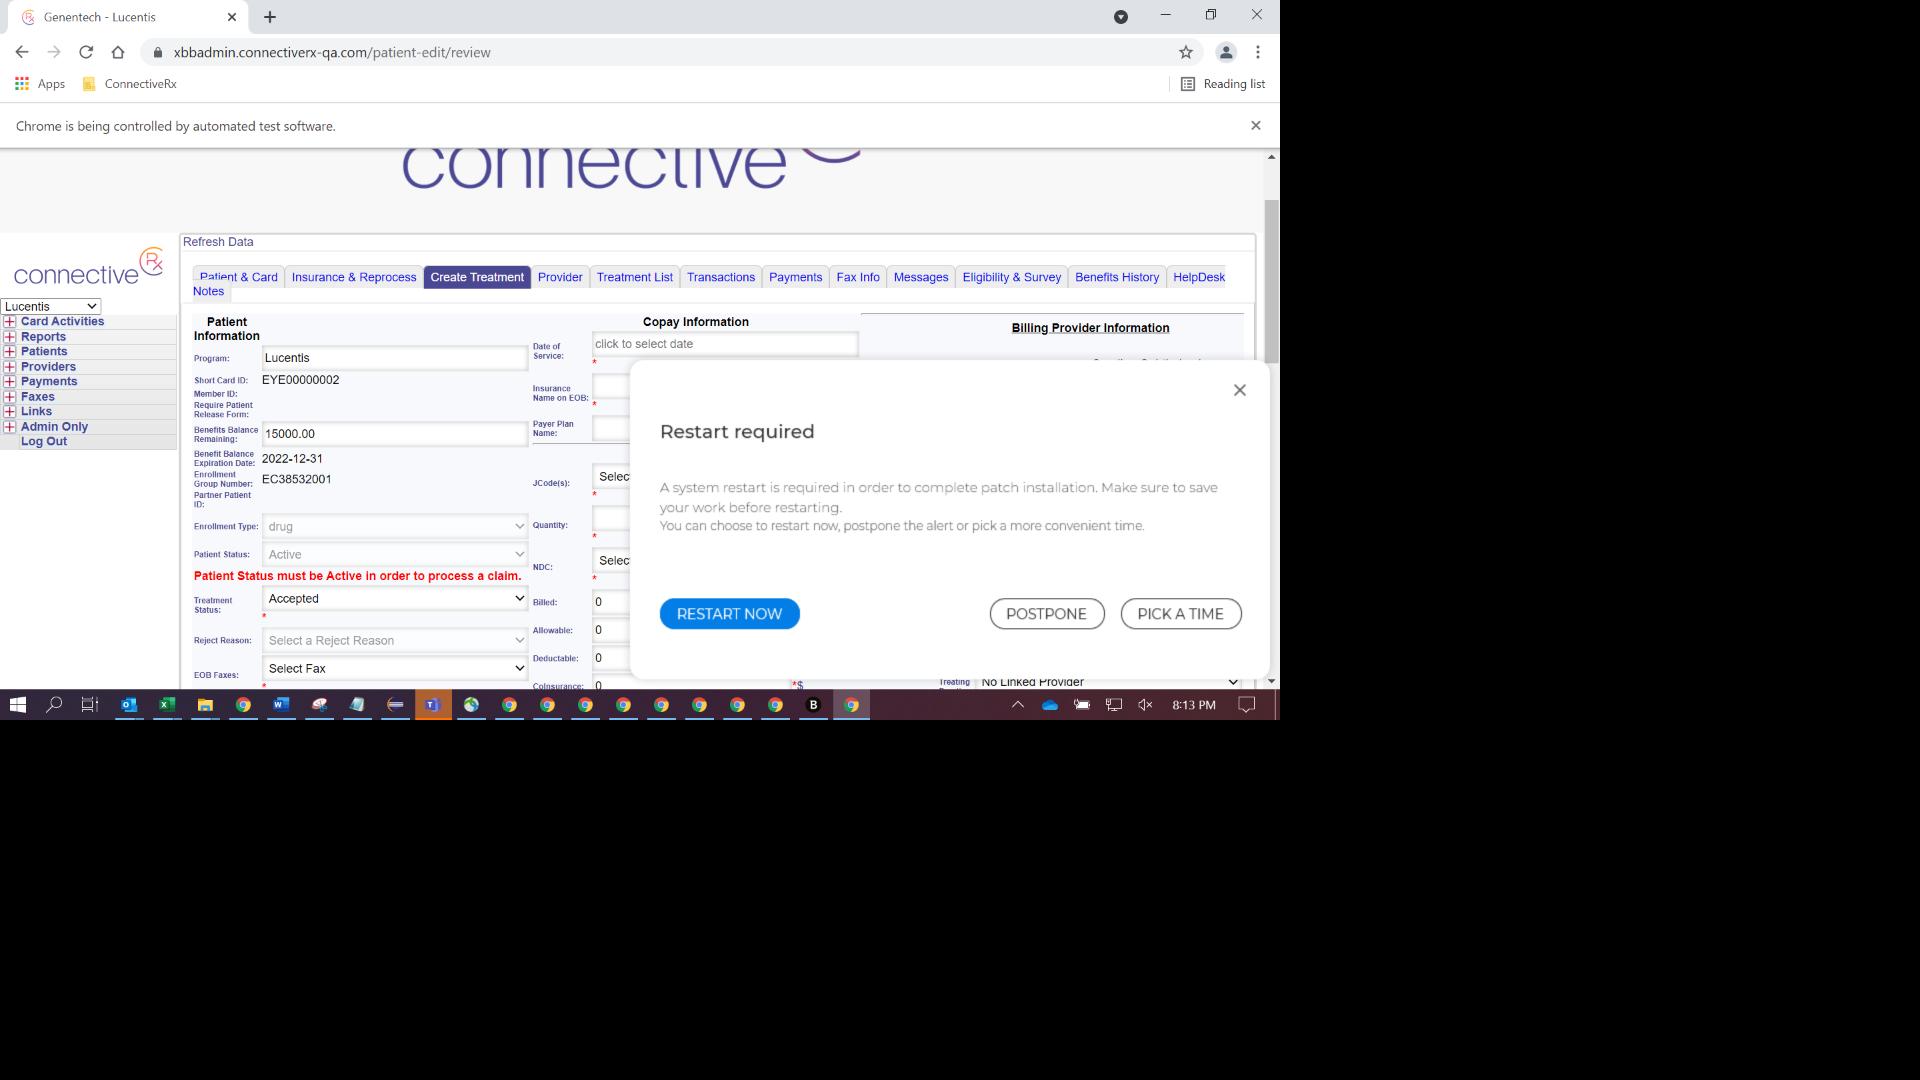 Genentech - Lucentis
xbbadmin.connectiverx-qa.com/patient-edit/review
Apps
ConnectiveRx
Reading list
Chrome is being controlled by automated test software.
connective
Refresh Data
connective Rx
Patient & Card
Insurance & Reprocess
Create Treatment
Provider
Treatment List
Transactions
Payments
Fax Info
Messages
Eligibility & Survey
Benefits History
HelpDesk
Notes
Lucentis
Card Activities
Reports
Patients
Providers
Payments
Faxes
Links
Admin Only
Log Out
Patient
Information
Program:
Lucentis
Short Card ID:
EYE00000002
Member ID:
Require Patient
Release Form:
Benefits Balance
Remaining:
15000.00
Benefit Balance
Expiration Date:
2022-12-31
Enrollment
Group Number:
EC38532001
Partner Patient
ID:
Enrollment Type:
drug
Patient Status:
Active
Patient Status must be Active in order to process a claim.
Treatment
Status:
Accepted
*
Reject Reason:
Select a Reject Reason
EOB Faxes:
Select Fax
*
Copay Information
Date of
Service:
click to select date
*
Insurance
Name on EOB:
*
Payer Plan
Name:
JCode(s):
Selec
*
Quantity:
*
NDC:
Selec
*
Billed:
0
Allowable:
0
Deductable:
0
CoInsurance:
0
*$
Billing Provider Information
Treating
No Linked Provider
Restart required
A system restart is required in order to complete patch installation. Make sure to save
your work before restarting.
You can choose to restart now, postpone the alert or pick a more convenient time.
RESTART NOW
POSTPONE
PICK A TIME
8:13 PM